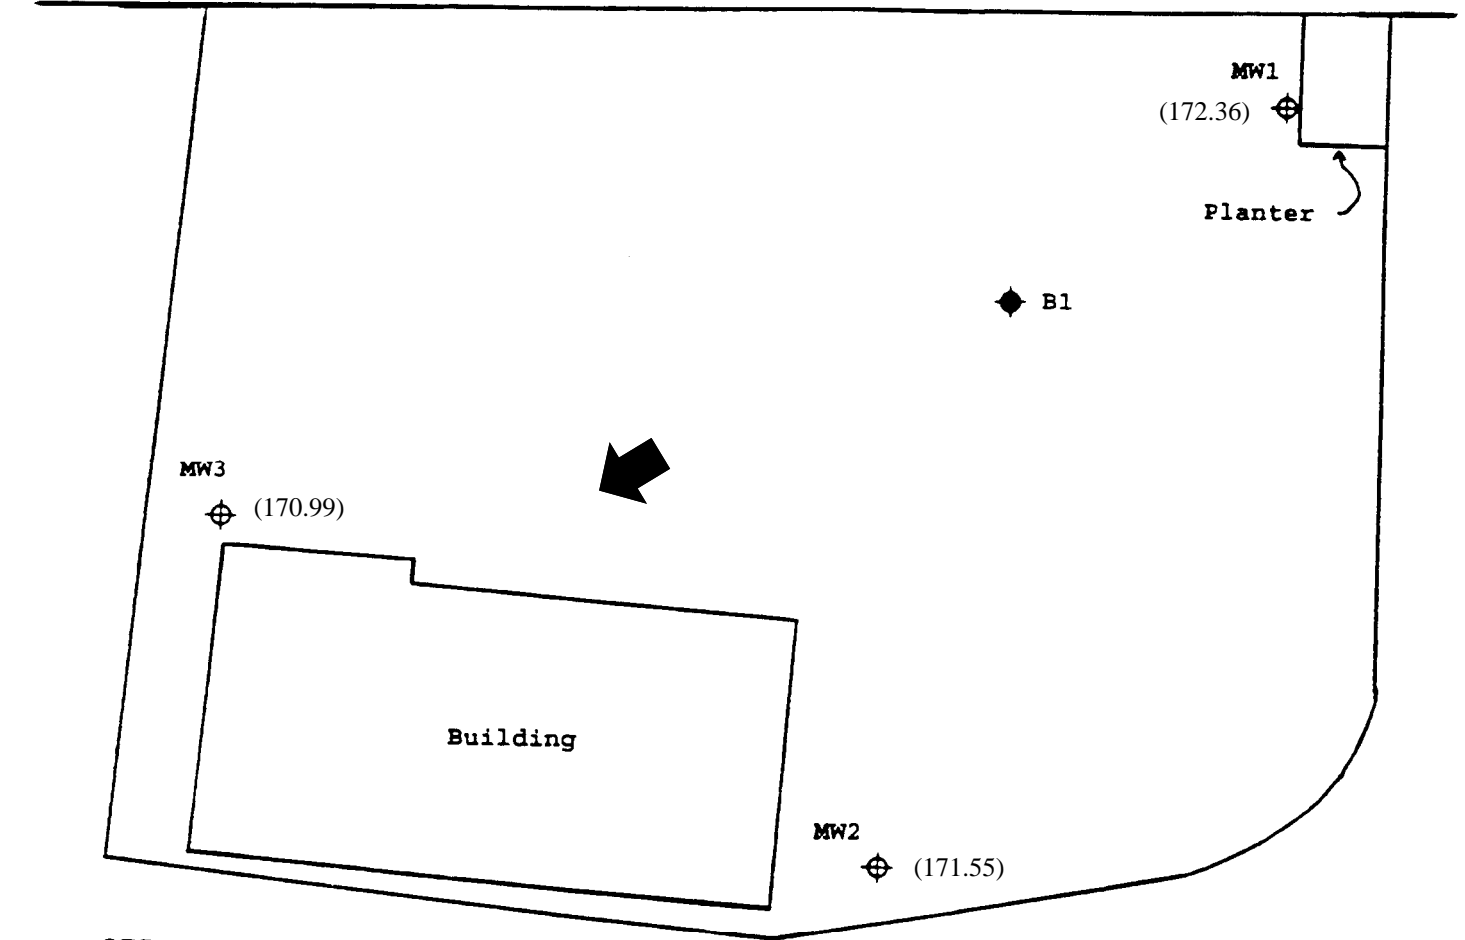 MW1
(172.36)
Planter
B1
MW3
(170.99)
Building
MW2
(171.55)